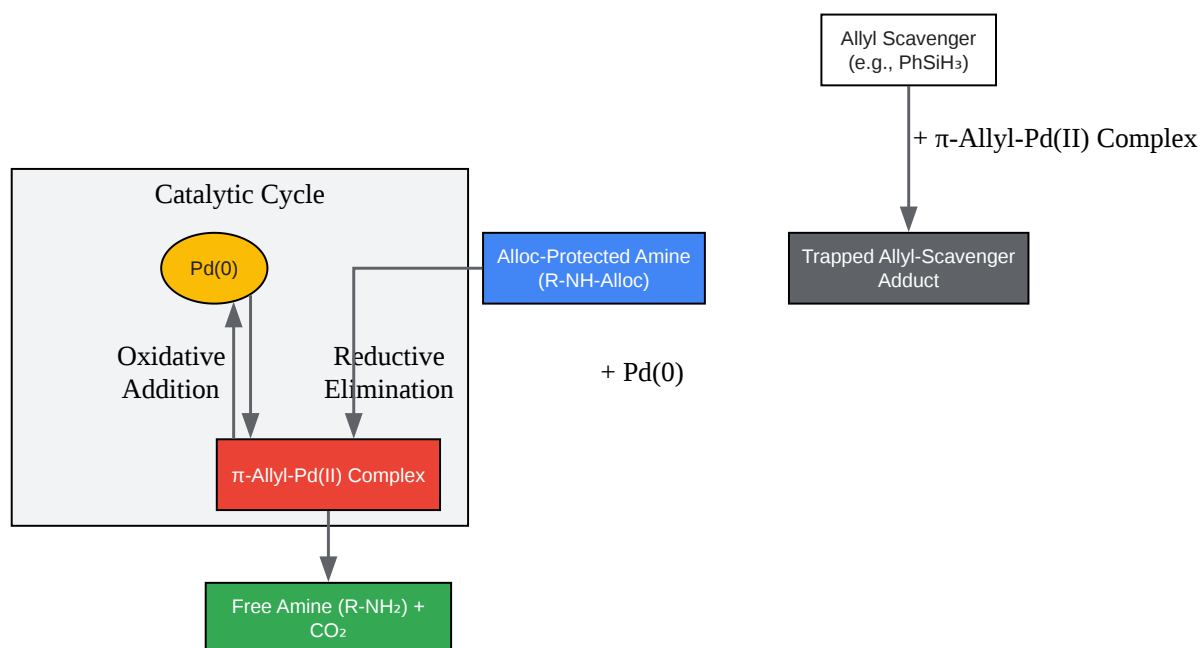 Allyl Scavenger
(e.g., PhSiH₃)
+ π-Allyl-Pd(II) Complex
Catalytic Cycle
Pd(0)
Alloc-Protected Amine
(R-NH-Alloc)
Trapped Allyl-Scavenger
Adduct
Oxidative
Addition
Reductive
Elimination
+ Pd(0)
π-Allyl-Pd(II) Complex
Free Amine (R-NH₂) +
CO₂